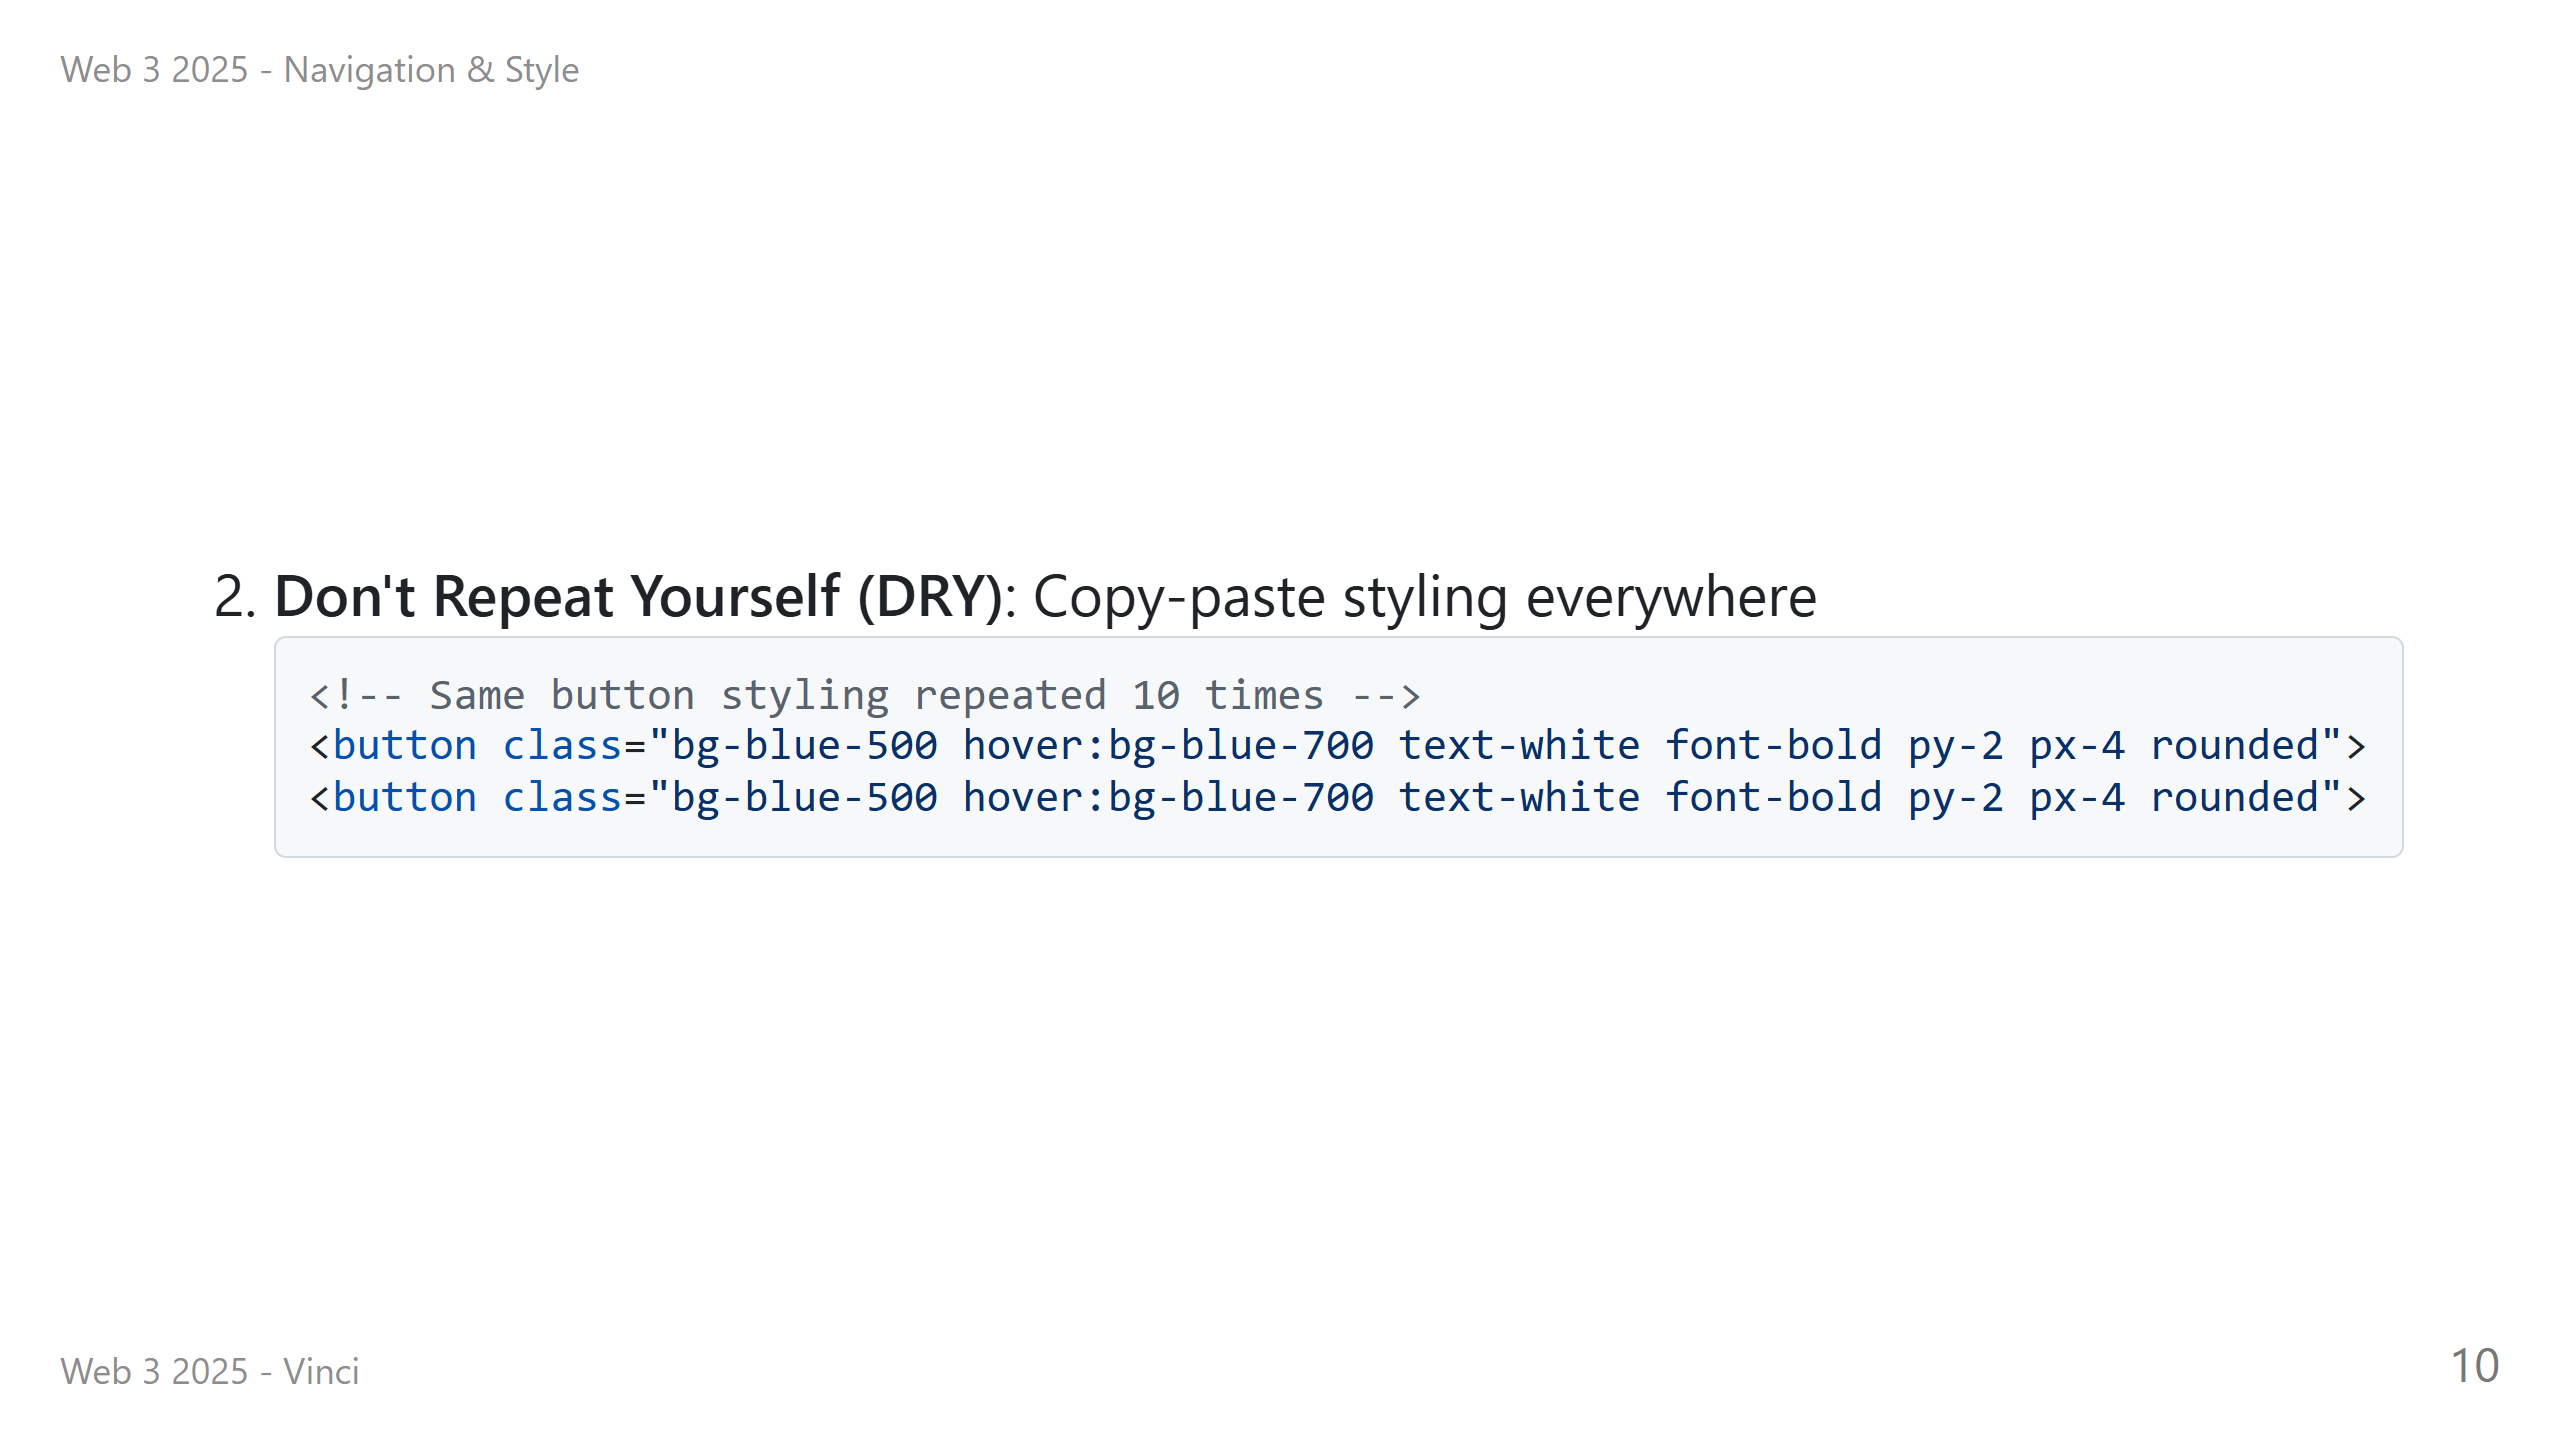 Web 3 2025 - Navigation & Style
2. Don't Repeat Yourself (DRY): Copy-paste styling everywhere
<!-- Same button styling repeated 10 times -->
<button class="bg-blue-500 hover:bg-blue-700 text-white font-bold py-2 px-4 rounded">
<button class="bg-blue-500 hover:bg-blue-700 text-white font-bold py-2 px-4 rounded">
Web 3 2025 - Vinci
10